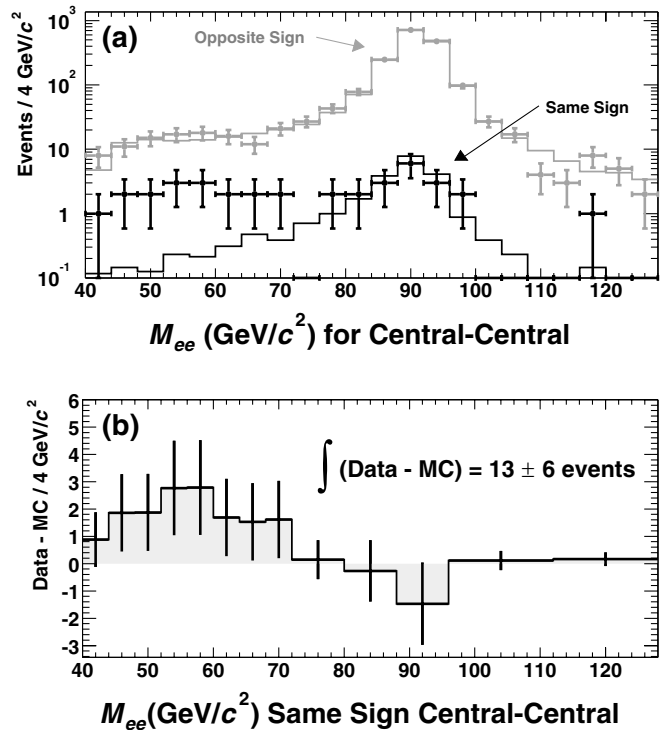 (a)
Opposite Sign
Same Sign
Events / 4 GeV/c²
10³
10²
10
1
10⁻¹
40 50 60 70 80 90 100 110 120
M_ee (GeV/c²) for Central-Central
(b)
∫ (Data - MC) = 13 ± 6 events
Data - MC / 4 GeV/c²
6
5
4
3
2
1
0
-1
-2
-3
40 50 60 70 80 90 100 110 120
M_ee(GeV/c²) Same Sign Central-Central